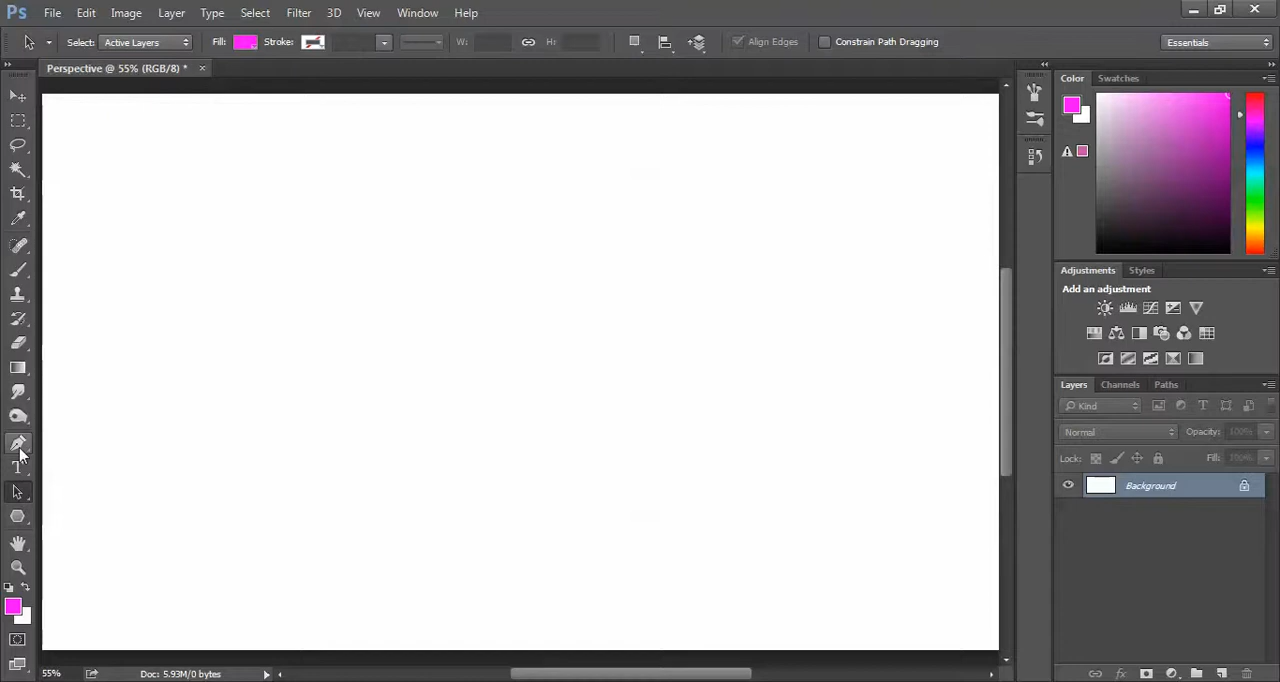 Ps File Edit Image Layer Type Select Filter 3D View Window Help
Select: Active Layers Fill: Stroke: W: H: Align Edges Constrain Path Dragging Essentials
Perspective @ 55% (RGB/8) * ×
Color Swatches
Adjustments Styles
Add an adjustment
Layers Channels Paths
Kind
Normal Opacity: 100%
Lock: Fill: 100%
Background
T
55% Doc: 5.93M/0 bytes